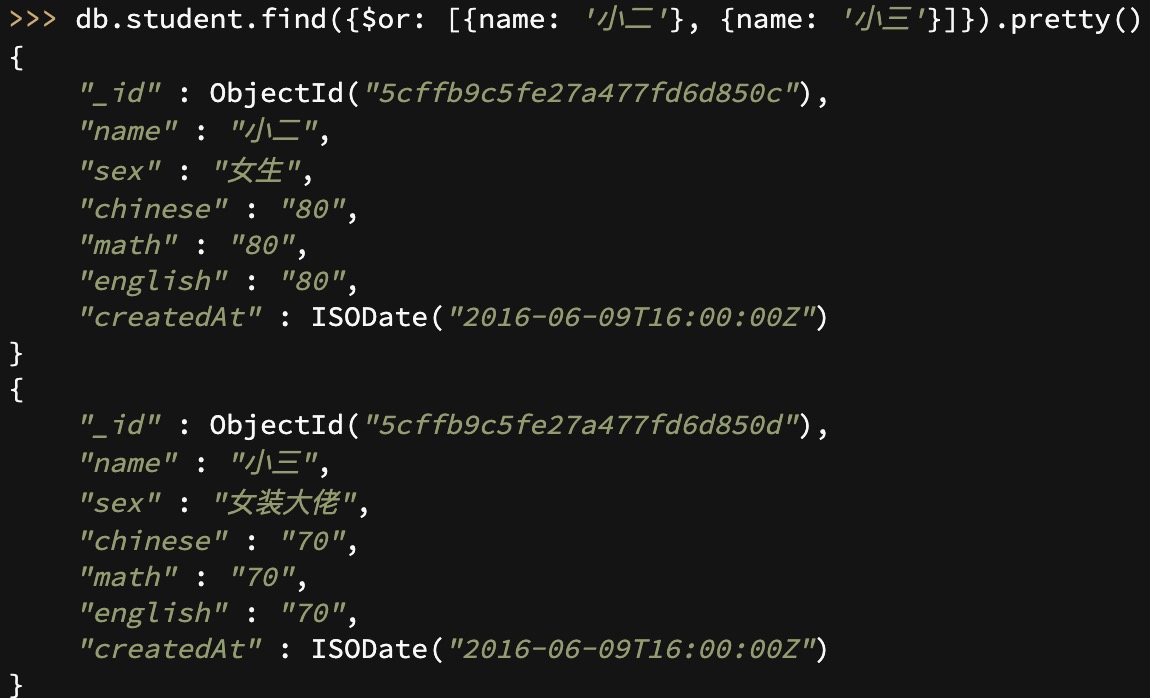 >>> db.student.find({$or: [{name: '小二'}, {name: '小三'}]}).pretty()
{
    "_id" : ObjectId("5cffb9c5fe27a477fd6d850c"),
    "name" : "小二",
    "sex" : "女生",
    "chinese" : "80",
    "math" : "80",
    "english" : "80",
    "createdAt" : ISODate("2016-06-09T16:00:00Z")
}
{
    "_id" : ObjectId("5cffb9c5fe27a477fd6d850d"),
    "name" : "小三",
    "sex" : "女装大佬",
    "chinese" : "70",
    "math" : "70",
    "english" : "70",
    "createdAt" : ISODate("2016-06-09T16:00:00Z")
}